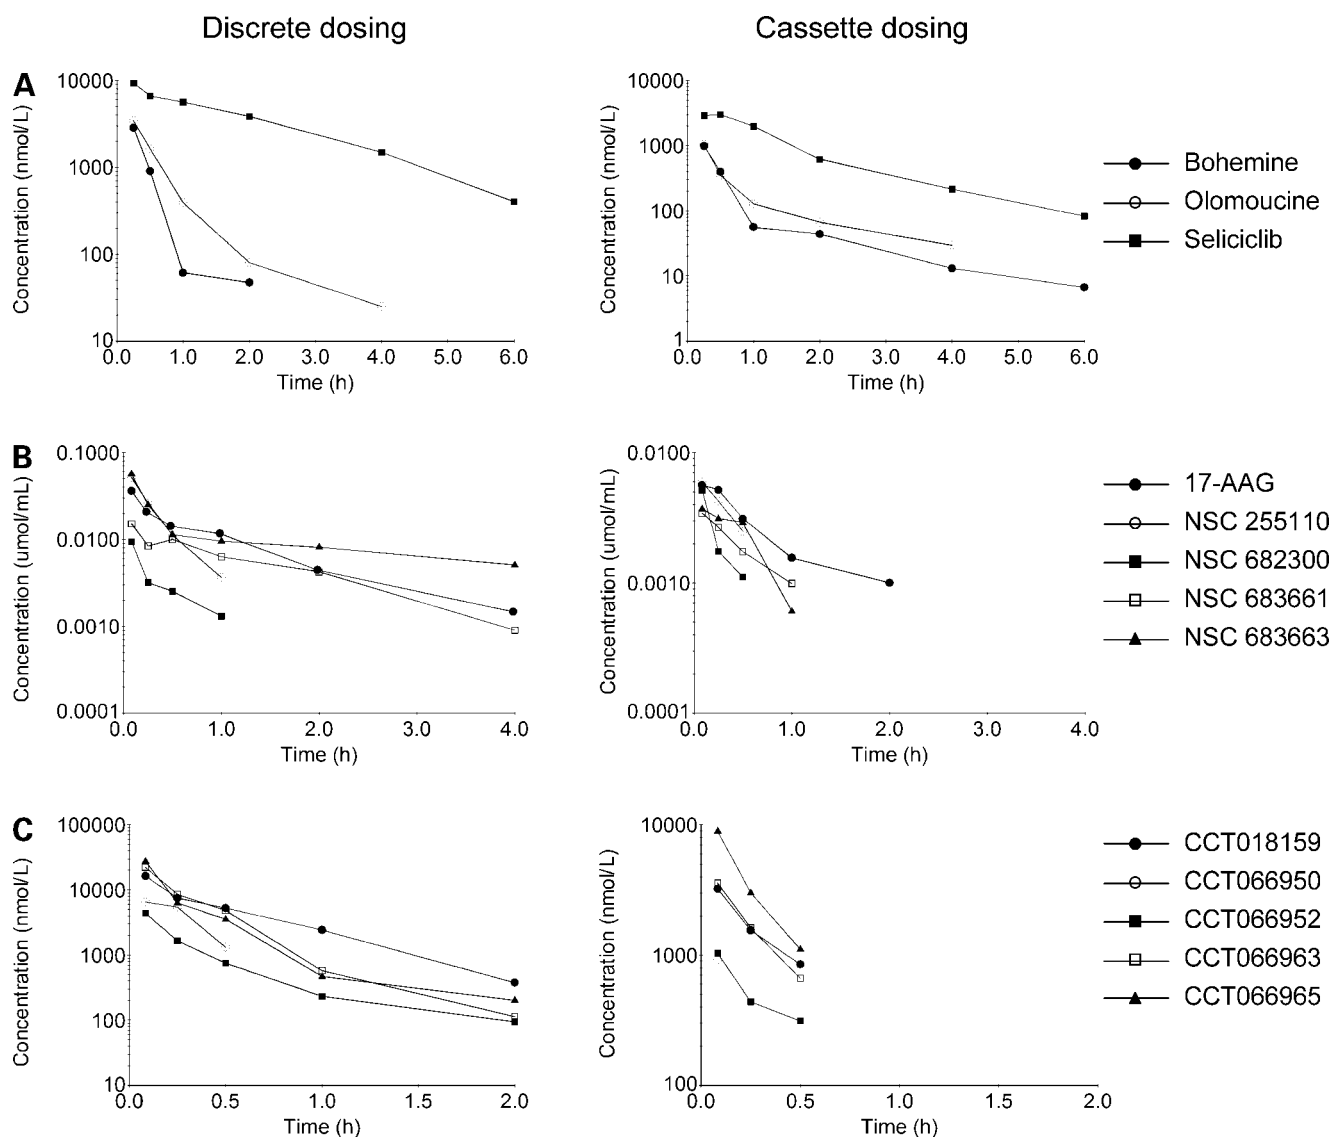 Discrete dosing
Cassette dosing
A
Concentration (nmol/L)
10000
1000
100
10
0.0 1.0 2.0 3.0 4.0 5.0 6.0
Time (h)
Concentration (nmol/L)
10000
1000
100
10
1
0.0 1.0 2.0 3.0 4.0 5.0 6.0
Time (h)
Bohemine
Olomoucine
Seliciclib
B
Concentration (umol/mL)
0.1000
0.0100
0.0010
0.0001
0.0 1.0 2.0 3.0 4.0
Time (h)
Concentration (umol/mL)
0.0100
0.0010
0.0001
0.0 1.0 2.0 3.0 4.0
Time (h)
17-AAG
NSC 255110
NSC 682300
NSC 683661
NSC 683663
C
Concentration (nmol/L)
100000
10000
1000
100
10
0.0 0.5 1.0 1.5 2.0
Time (h)
Concentration (nmol/L)
10000
1000
100
0.0 0.5 1.0 1.5 2.0
Time (h)
CCT018159
CCT066950
CCT066952
CCT066963
CCT066965